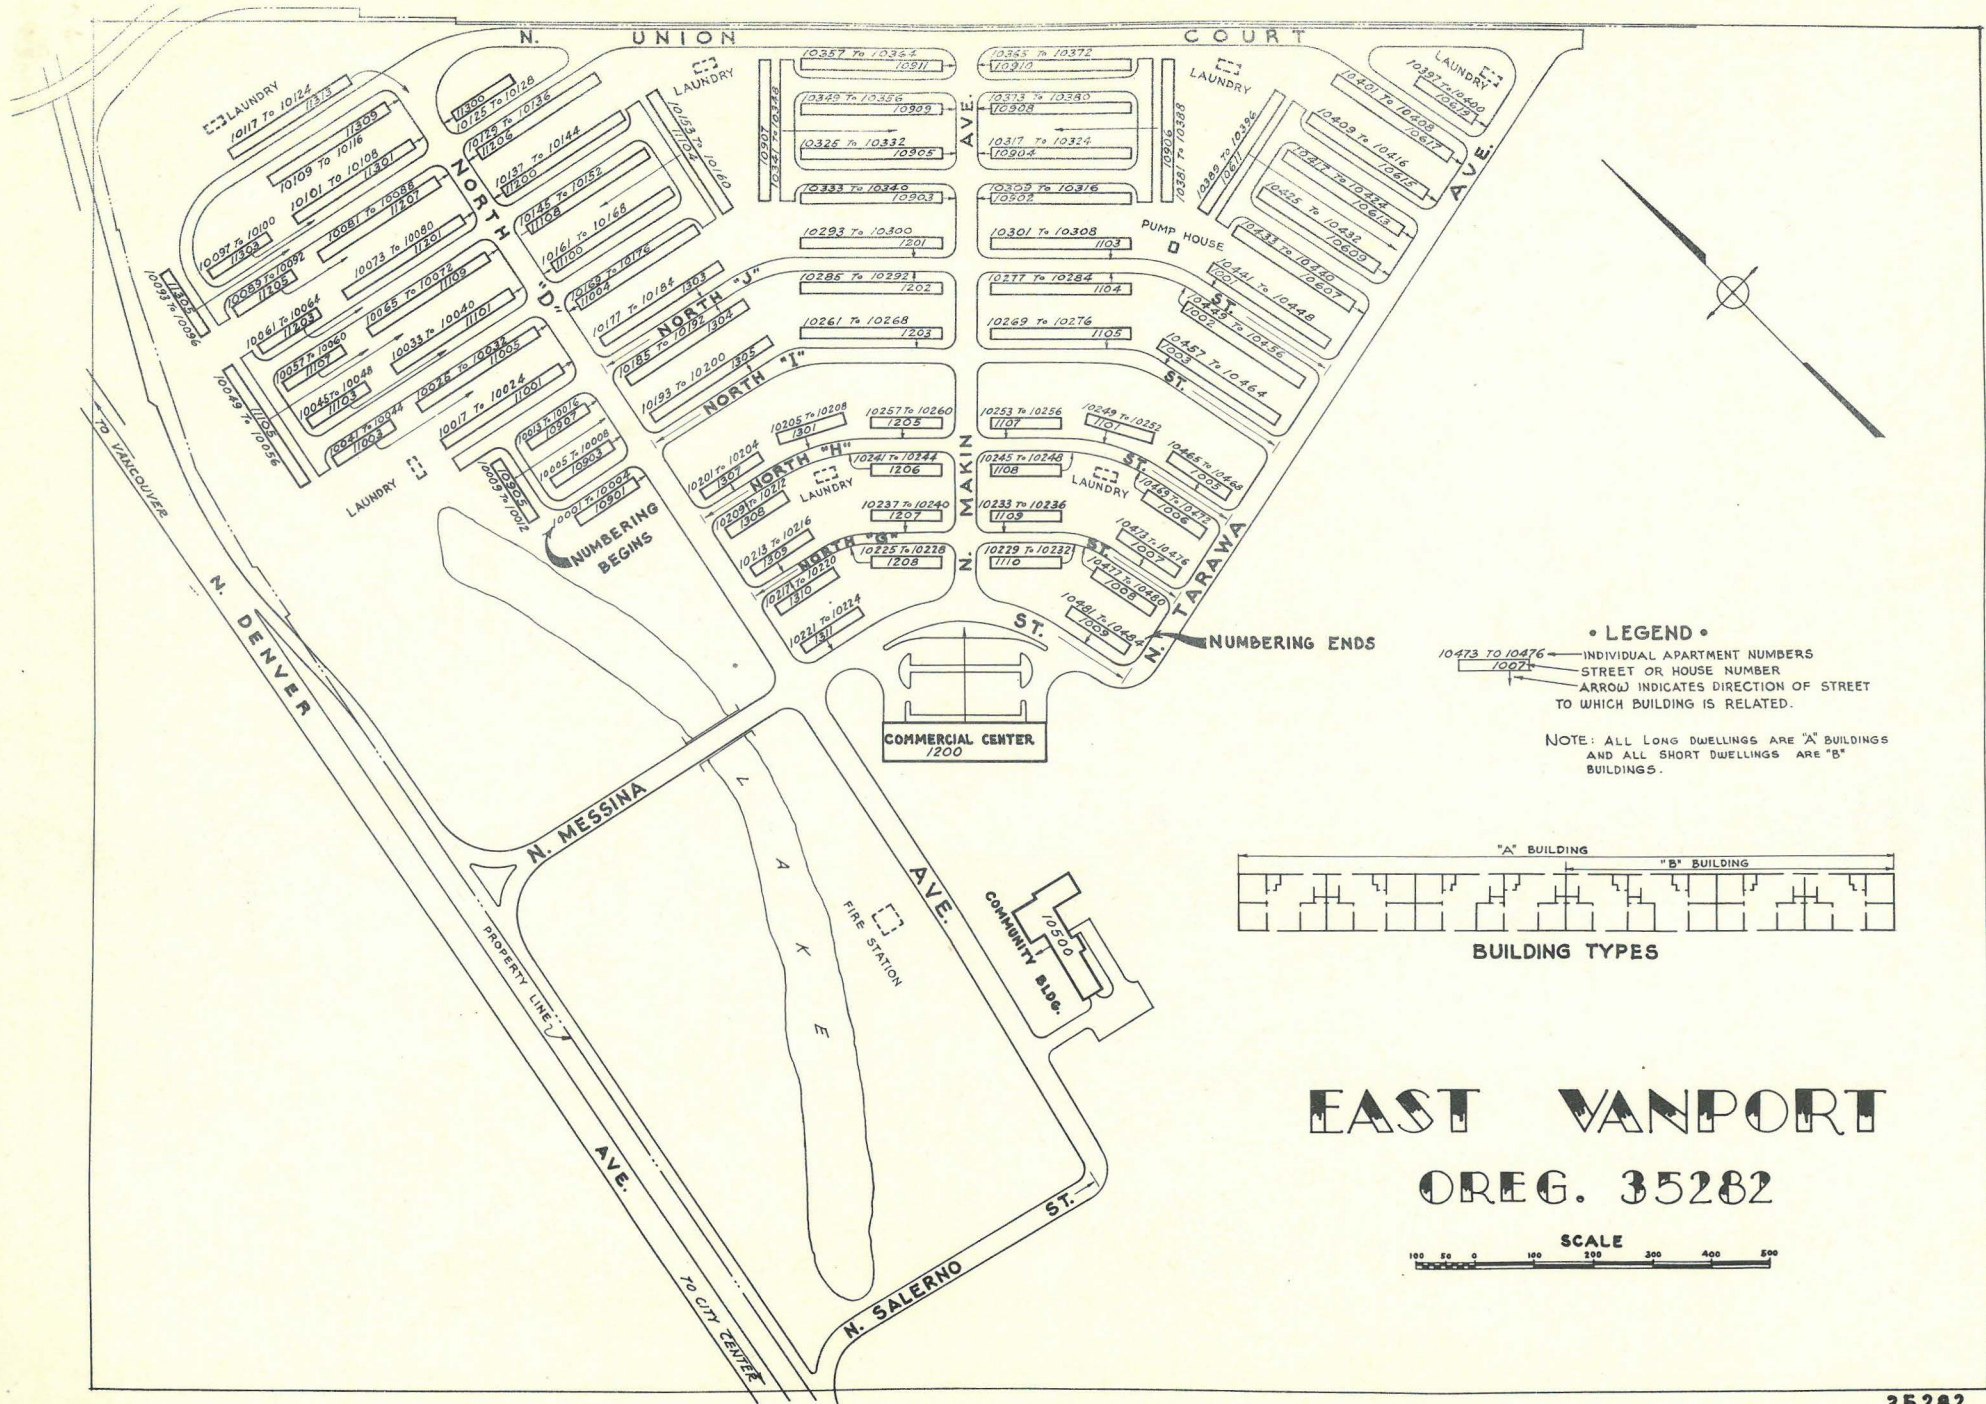 N. UNION COURT
LAUNDRY
10117 To 10124
11313
11309
10109 To 10116
10101 To 10108
11301
10081 To 10088
11207
10097 To 10100
11303
10073 To 10080
11201
10089 To 10092
11205
11305
10093 To 10096
10065 To 10072
11109
10061 To 10064
11203
10033 To 10040
11101
10057 To 10060
11107
10025 To 10032
11005
10045 To 10048
11103
10017 To 10024
11001
10041 To 10044
11003
11105
10049 To 10056
LAUNDRY
10013 To 10016
10907
10005 To 10008
10903
10905
10009 To 10012
10001 To 10004
10901
NUMBERING
BEGINS
NORTH "D"
11300
10125 To 10128
10129 To 10136
11206
10137 To 10144
11200
10145 To 10152
11108
10161 To 10168
11100
10169 To 10176
11004
10153 To 10160
11104
LAUNDRY
10177 To 10184
1303
NORTH "J"
10185 To 10192
1304
10193 To 10200
1305
NORTH "I"
10357 To 10364
10911
10349 To 10356
10909
10325 To 10332
10905
10333 To 10340
10903
10907
10341 To 10348
10293 To 10300
1201
10285 To 10292
1202
10261 To 10268
1203
AVE.
10365 To 10372
10910
10373 To 10380
10908
10317 To 10324
10904
10309 To 10316
10902
10906
10381 To 10388
10301 To 10308
1103
10277 To 10284
1104
10269 To 10276
1105
LAUNDRY
10389 To 10396
10611
PUMP HOUSE
LAUNDRY
10397 To 10400
10619
10401 To 10408
10617
10409 To 10416
10615
10417 To 10424
10613
10425 To 10432
10609
10433 To 10440
10607
10441 To 10448
1001
ST.
10449 To 10456
1002
10457 To 10464
1003
ST.
AVE.
10201 To 10204
1307
10205 To 10208
1301
10257 To 10260
1205
NORTH "H"
10241 To 10244
1206
LAUNDRY
10209 To 10212
1308
10213 To 10216
1309
10237 To 10240
1207
NORTH "G"
10225 To 10228
1208
10217 To 10220
1310
10221 To 10224
1311
N. MAKIN
10253 To 10256
1107
10249 To 10252
1101
ST.
10245 To 10248
1108
LAUNDRY
10465 To 10468
1005
10469 To 10472
1006
10233 To 10236
1109
10473 To 10476
1007
ST.
10229 To 10232
1110
10477 To 10480
1008
10481 To 10484
1009
ST.
N. TARAWA
NUMBERING ENDS
COMMERCIAL CENTER
1200
TO VANCOUVER
N. DENVER
N. MESSINA
LAKE
FIRE STATION
AVE.
COMMUNITY BLDG.
10500
PROPERTY LINE
AVE.
TO CITY CENTER
N. SALERNO
ST.
• LEGEND •
10473 TO 10476
INDIVIDUAL APARTMENT NUMBERS
1007
STREET OR HOUSE NUMBER
ARROW INDICATES DIRECTION OF STREET
TO WHICH BUILDING IS RELATED.
NOTE: ALL LONG DWELLINGS ARE "A" BUILDINGS
AND ALL SHORT DWELLINGS ARE "B"
BUILDINGS.
"A" BUILDING
"B" BUILDING
BUILDING TYPES
EAST VANPORT
OREG. 35282
SCALE
100 50 0 100 200 300 400 500
35282